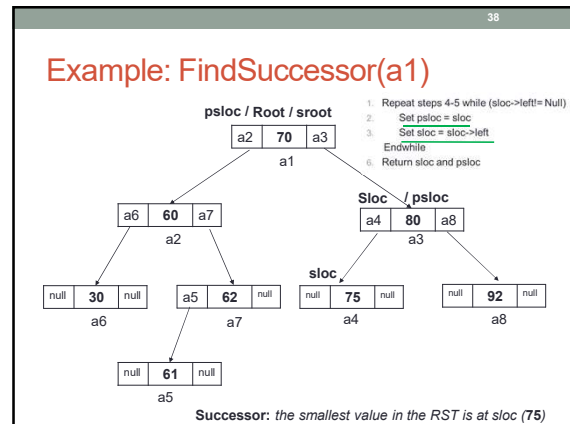 38
Example: FindSuccessor(a1)
1. Repeat steps 4-5 while (sloc->left!= Null)
2. Set psloc = sloc
3. Set sloc = sloc->left
Endwhile
6. Return sloc and psloc
psloc / Root / sroot
a2 70 a3
a1
Sloc / psloc
a6 60 a7
a2
a4 80 a8
a3
sloc
null 30 null
a6
a5 62 null
a7
null 75 null
a4
null 92 null
a8
null 61 null
a5
Successor: the smallest value in the RST is at sloc (75)